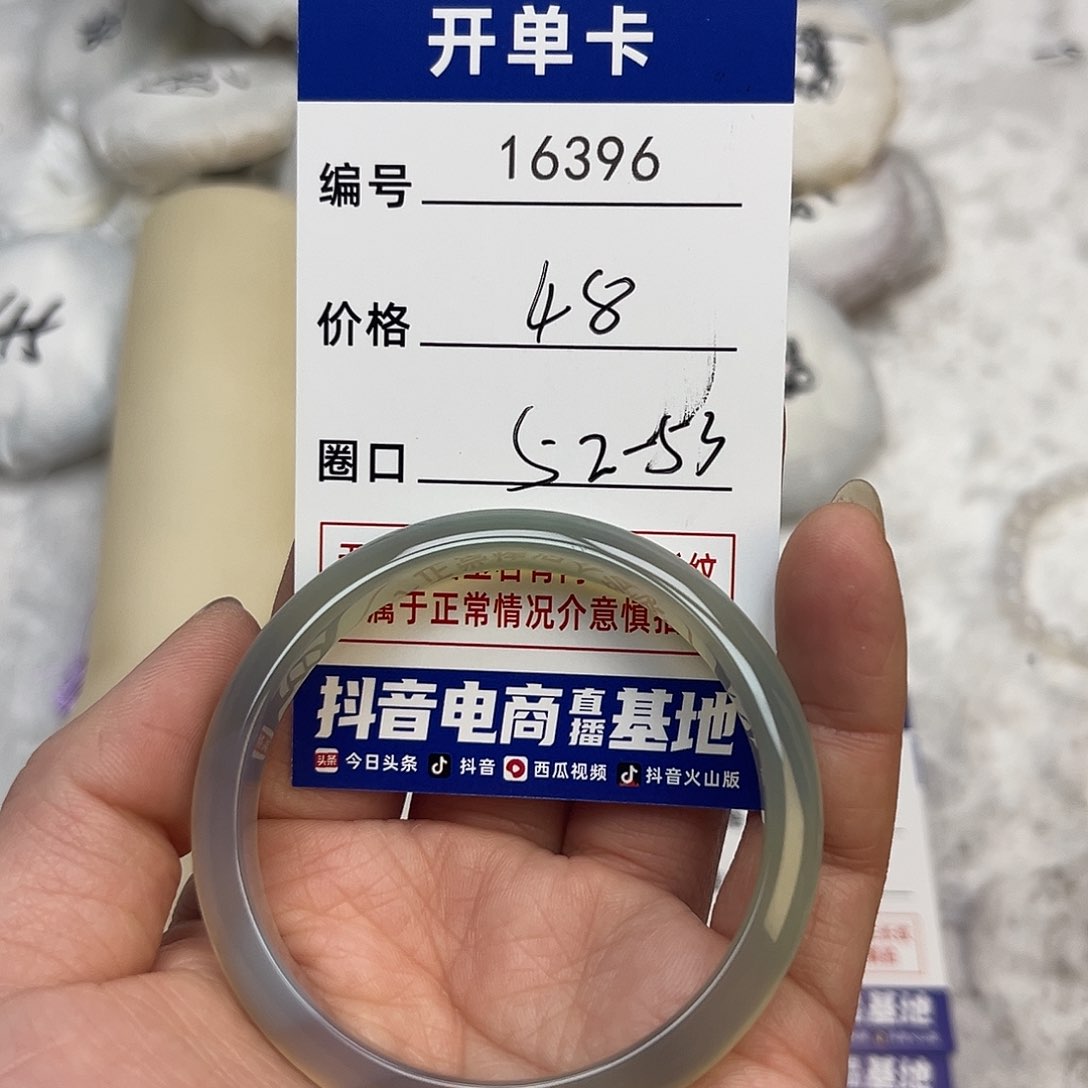 开单卡
编号 16396
价格 48
圈口 52-53
属于正常情况介意慎拍
抖音电商直播基地
头条 今日头条 抖音 西瓜视频 抖音火山版